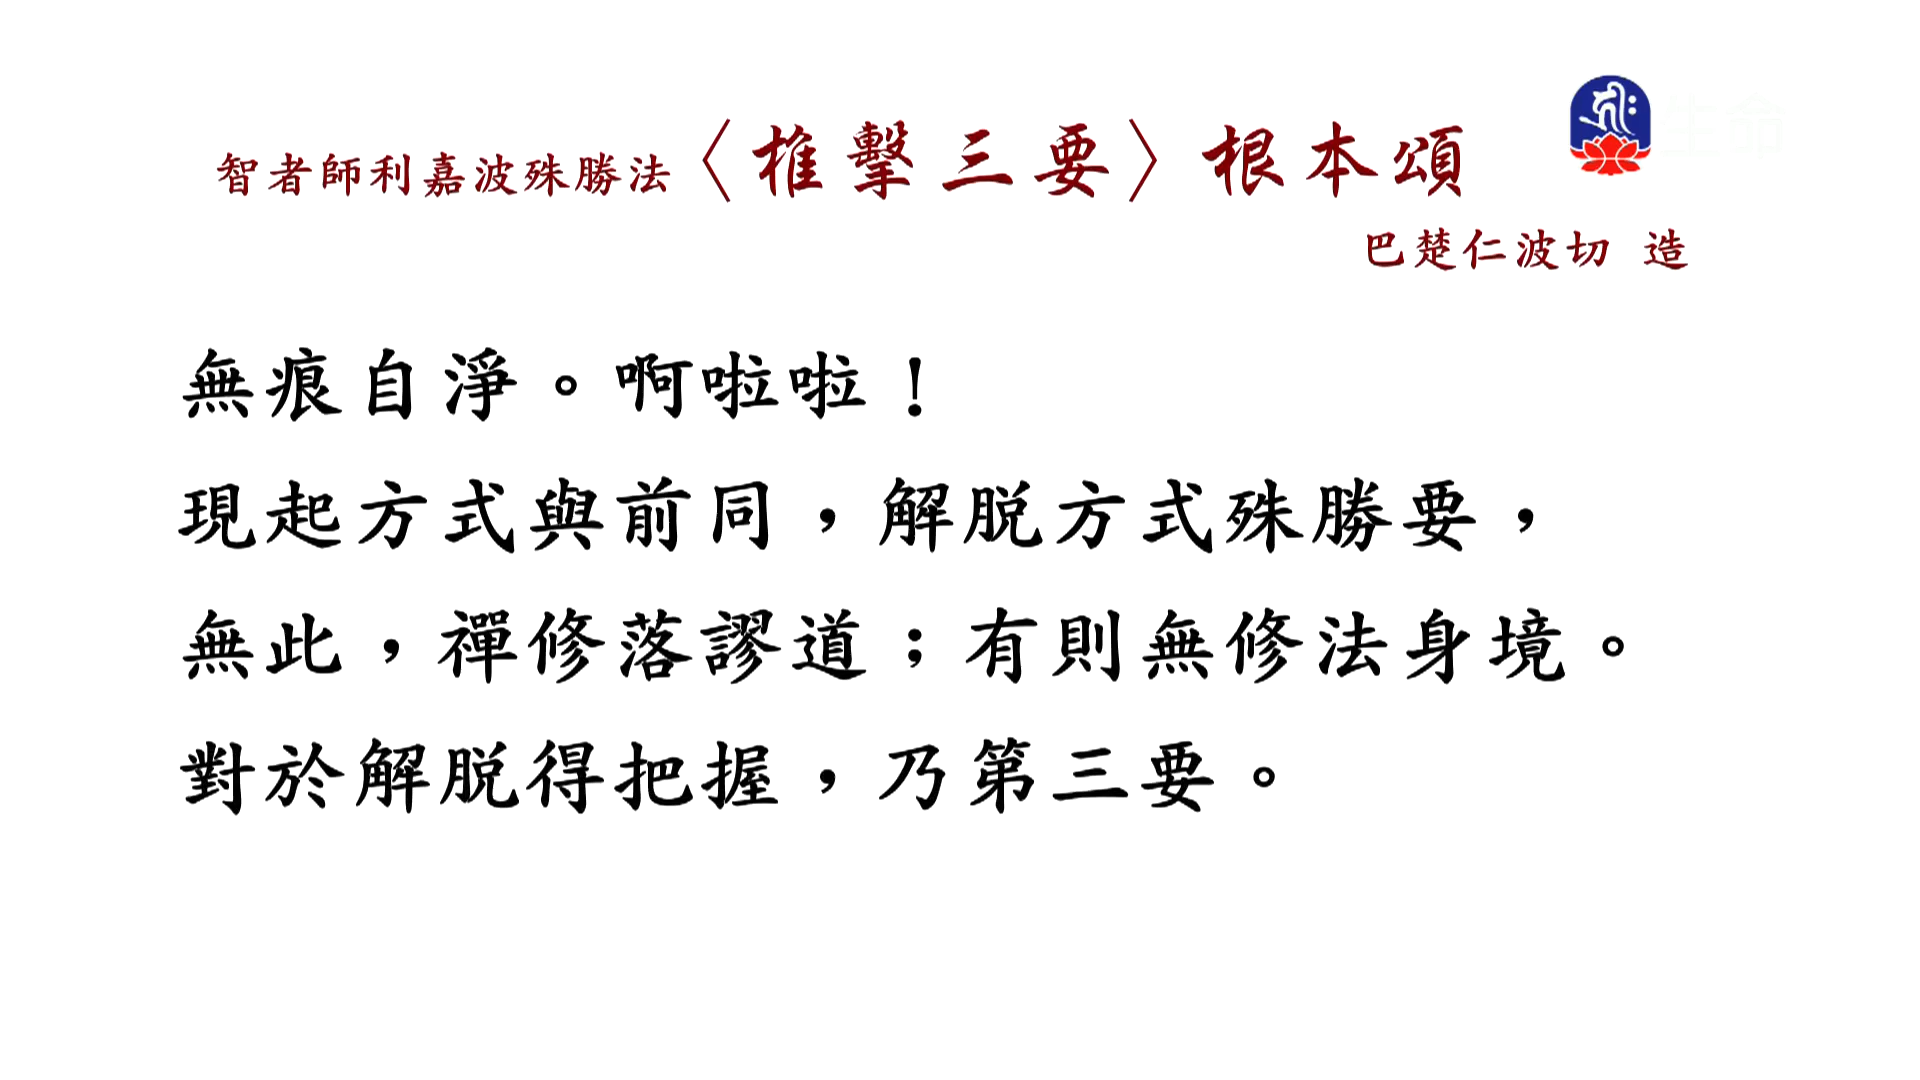 智者師利嘉波殊勝法〈椎擊三要〉根本頌
巴楚仁波切 造
無痕自淨。啊啦啦！
現起方式與前同，解脫方式殊勝要，
無此，禪修落謬道；有則無修法身境。
對於解脫得把握，乃第三要。